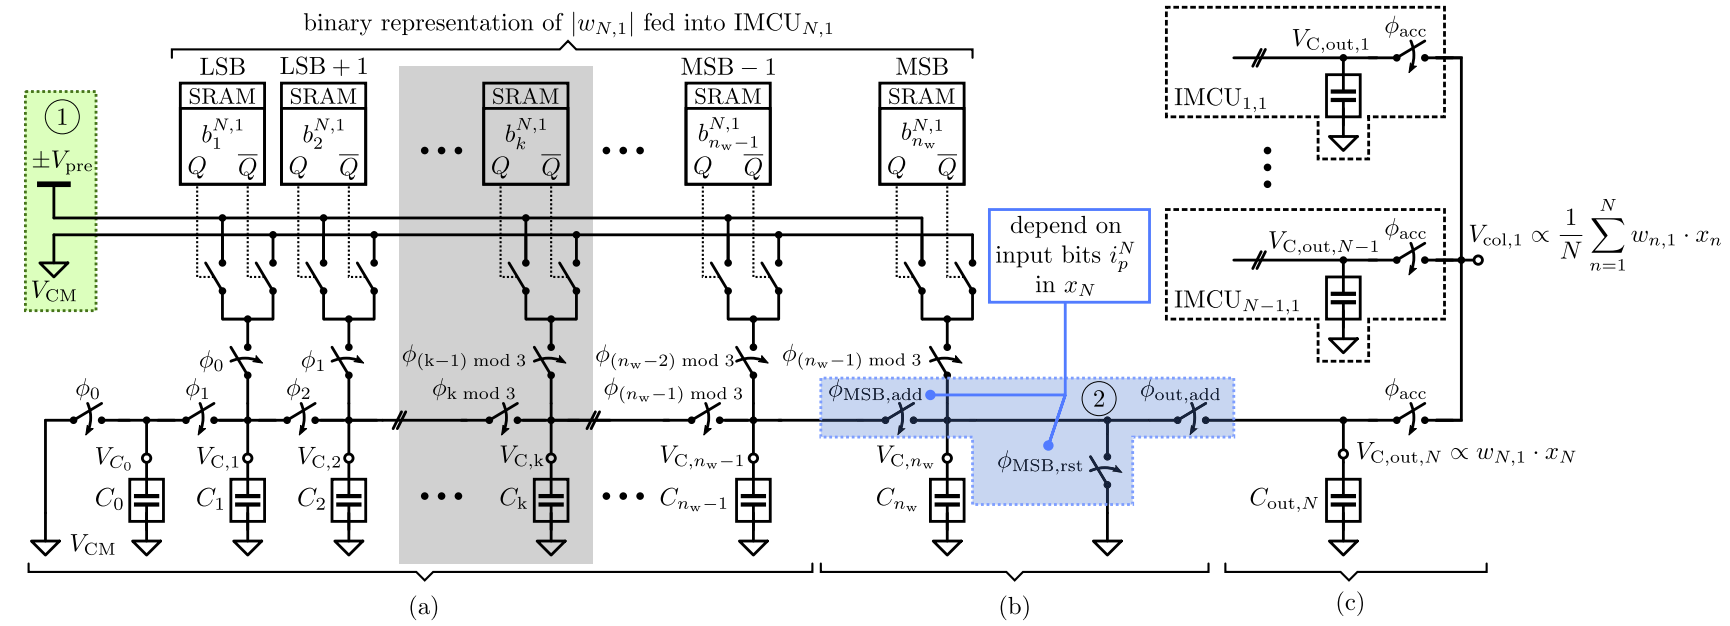 binary representation of |w_{N,1}| fed into IMCU_{N,1}
LSB LSB + 1 MSB − 1 MSB
SRAM SRAM SRAM SRAM SRAM
b_1^{N,1} b_2^{N,1} b_k^{N,1} b_{n_w−1}^{N,1} b_{n_w}^{N,1}
Q Q̅ Q Q̅ Q Q̅ Q Q̅ Q Q̅
1
±V_pre
V_CM
ϕ_0 ϕ_1 ϕ_{(k−1) mod 3} ϕ_{(n_w−2) mod 3} ϕ_{(n_w−1) mod 3}
ϕ_0 ϕ_1 ϕ_2 ϕ_{k mod 3} ϕ_{(n_w−1) mod 3} ϕ_{MSB,add} 2 ϕ_{out,add} ϕ_acc
depend on
input bits i_p^N
in x_N
V_{C_0} V_{C,1} V_{C,2} V_{C,k} V_{C,n_w−1} V_{C,n_w} ϕ_{MSB,rst} V_{C,out,N} ∝ w_{N,1} · x_N
C_0 C_1 C_2 C_k C_{n_w−1} C_{n_w} C_{out,N}
V_CM
ϕ_acc
V_{C,out,1}
IMCU_{1,1}
ϕ_acc
V_{C,out,N−1}
IMCU_{N−1,1}
V_{col,1} ∝ \frac{1}{N} \sum_{n=1}^{N} w_{n,1} · x_n
(a) (b) (c)